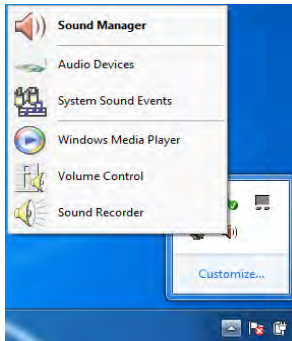 Sound Manager
Audio Devices
System Sound Events
Windows Media Player
Volume Control
Sound Recorder
Customize...